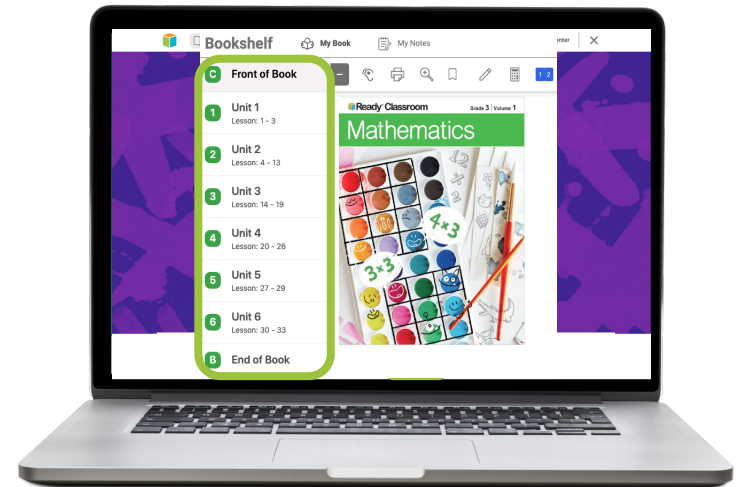 Bookshelf
My Book
My Notes
nter
C Front of Book
1 Unit 1
Lesson: 1 - 3
2 Unit 2
Lesson: 4 - 13
3 Unit 3
Lesson: 14 - 19
4 Unit 4
Lesson: 20 - 26
5 Unit 5
Lesson: 27 - 29
6 Unit 6
Lesson: 30 - 33
B End of Book
1 2
Ready Classroom
Grade 3 Volume 1
Mathematics
4×3
3×3